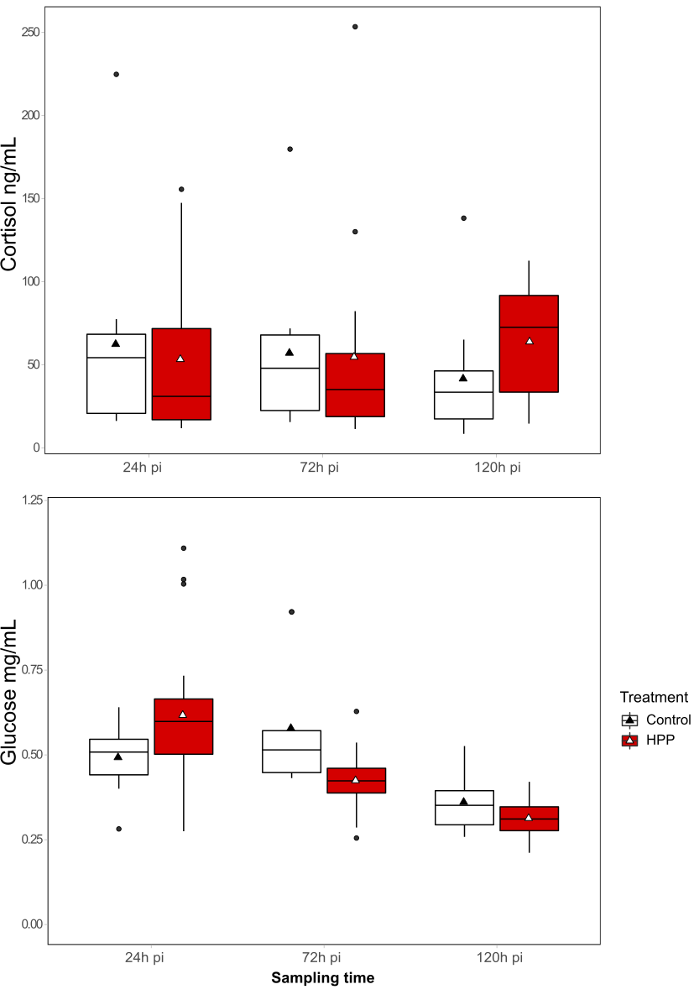 Cortisol ng/mL
250
200
150
100
50
0
24h pi 72h pi 120h pi
Glucose mg/mL
1.25
1.00
0.75
0.50
0.25
0.00
24h pi 72h pi 120h pi
Sampling time
Treatment
Control
HPP